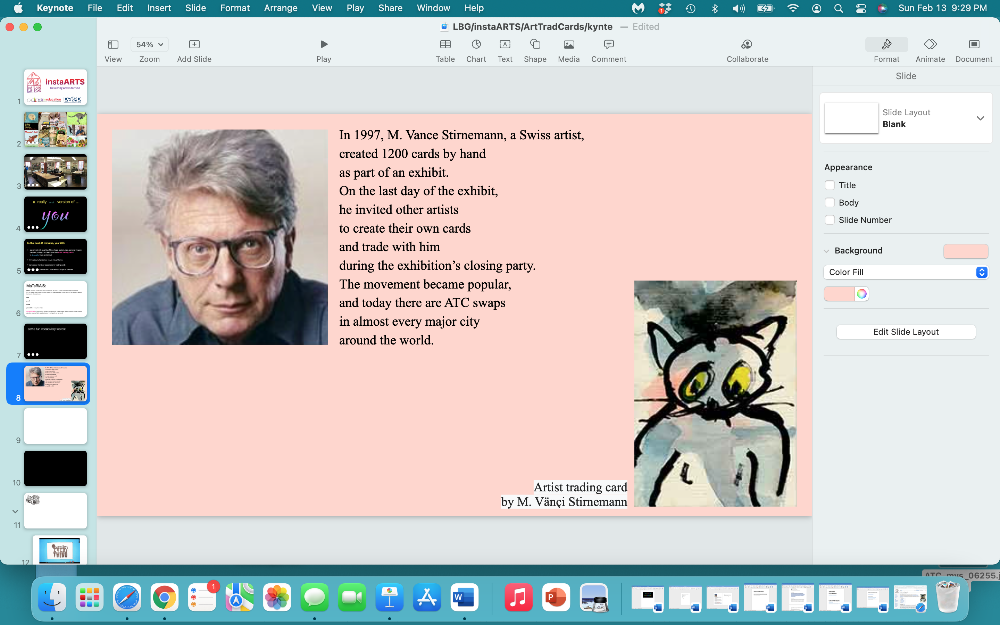 Keynote File Edit Insert Slide Format Arrange View Play Share Window Help
1
Sun Feb 13 9:29 PM
LBG/instaARTS/ArtTradCards/kynte — Edited
54%
View Zoom Add Slide Play Table Chart Text Shape Media Comment Collaborate Format Animate Document
Slide
instaARTS
Delivering Artists to YOU
1
2
3
a really small version of ...
you
4
In the next 44 minutes, you will:
5
MaTeRiAlS:
6
some fun vocabulary words:
7
8
9
10
11
Question
EVERY-
THING
12
In 1997, M. Vance Stirnemann, a Swiss artist,
created 1200 cards by hand
as part of an exhibit.
On the last day of the exhibit,
he invited other artists
to create their own cards
and trade with him
during the exhibition’s closing party.
The movement became popular,
and today there are ATC swaps
in almost every major city
around the world.
Artist trading card
by M. Vänçi Stirnemann
Slide Layout
Blank
Appearance
Title
Body
Slide Number
Background
Color Fill
Edit Slide Layout
ATC_mvs_06255.j
1